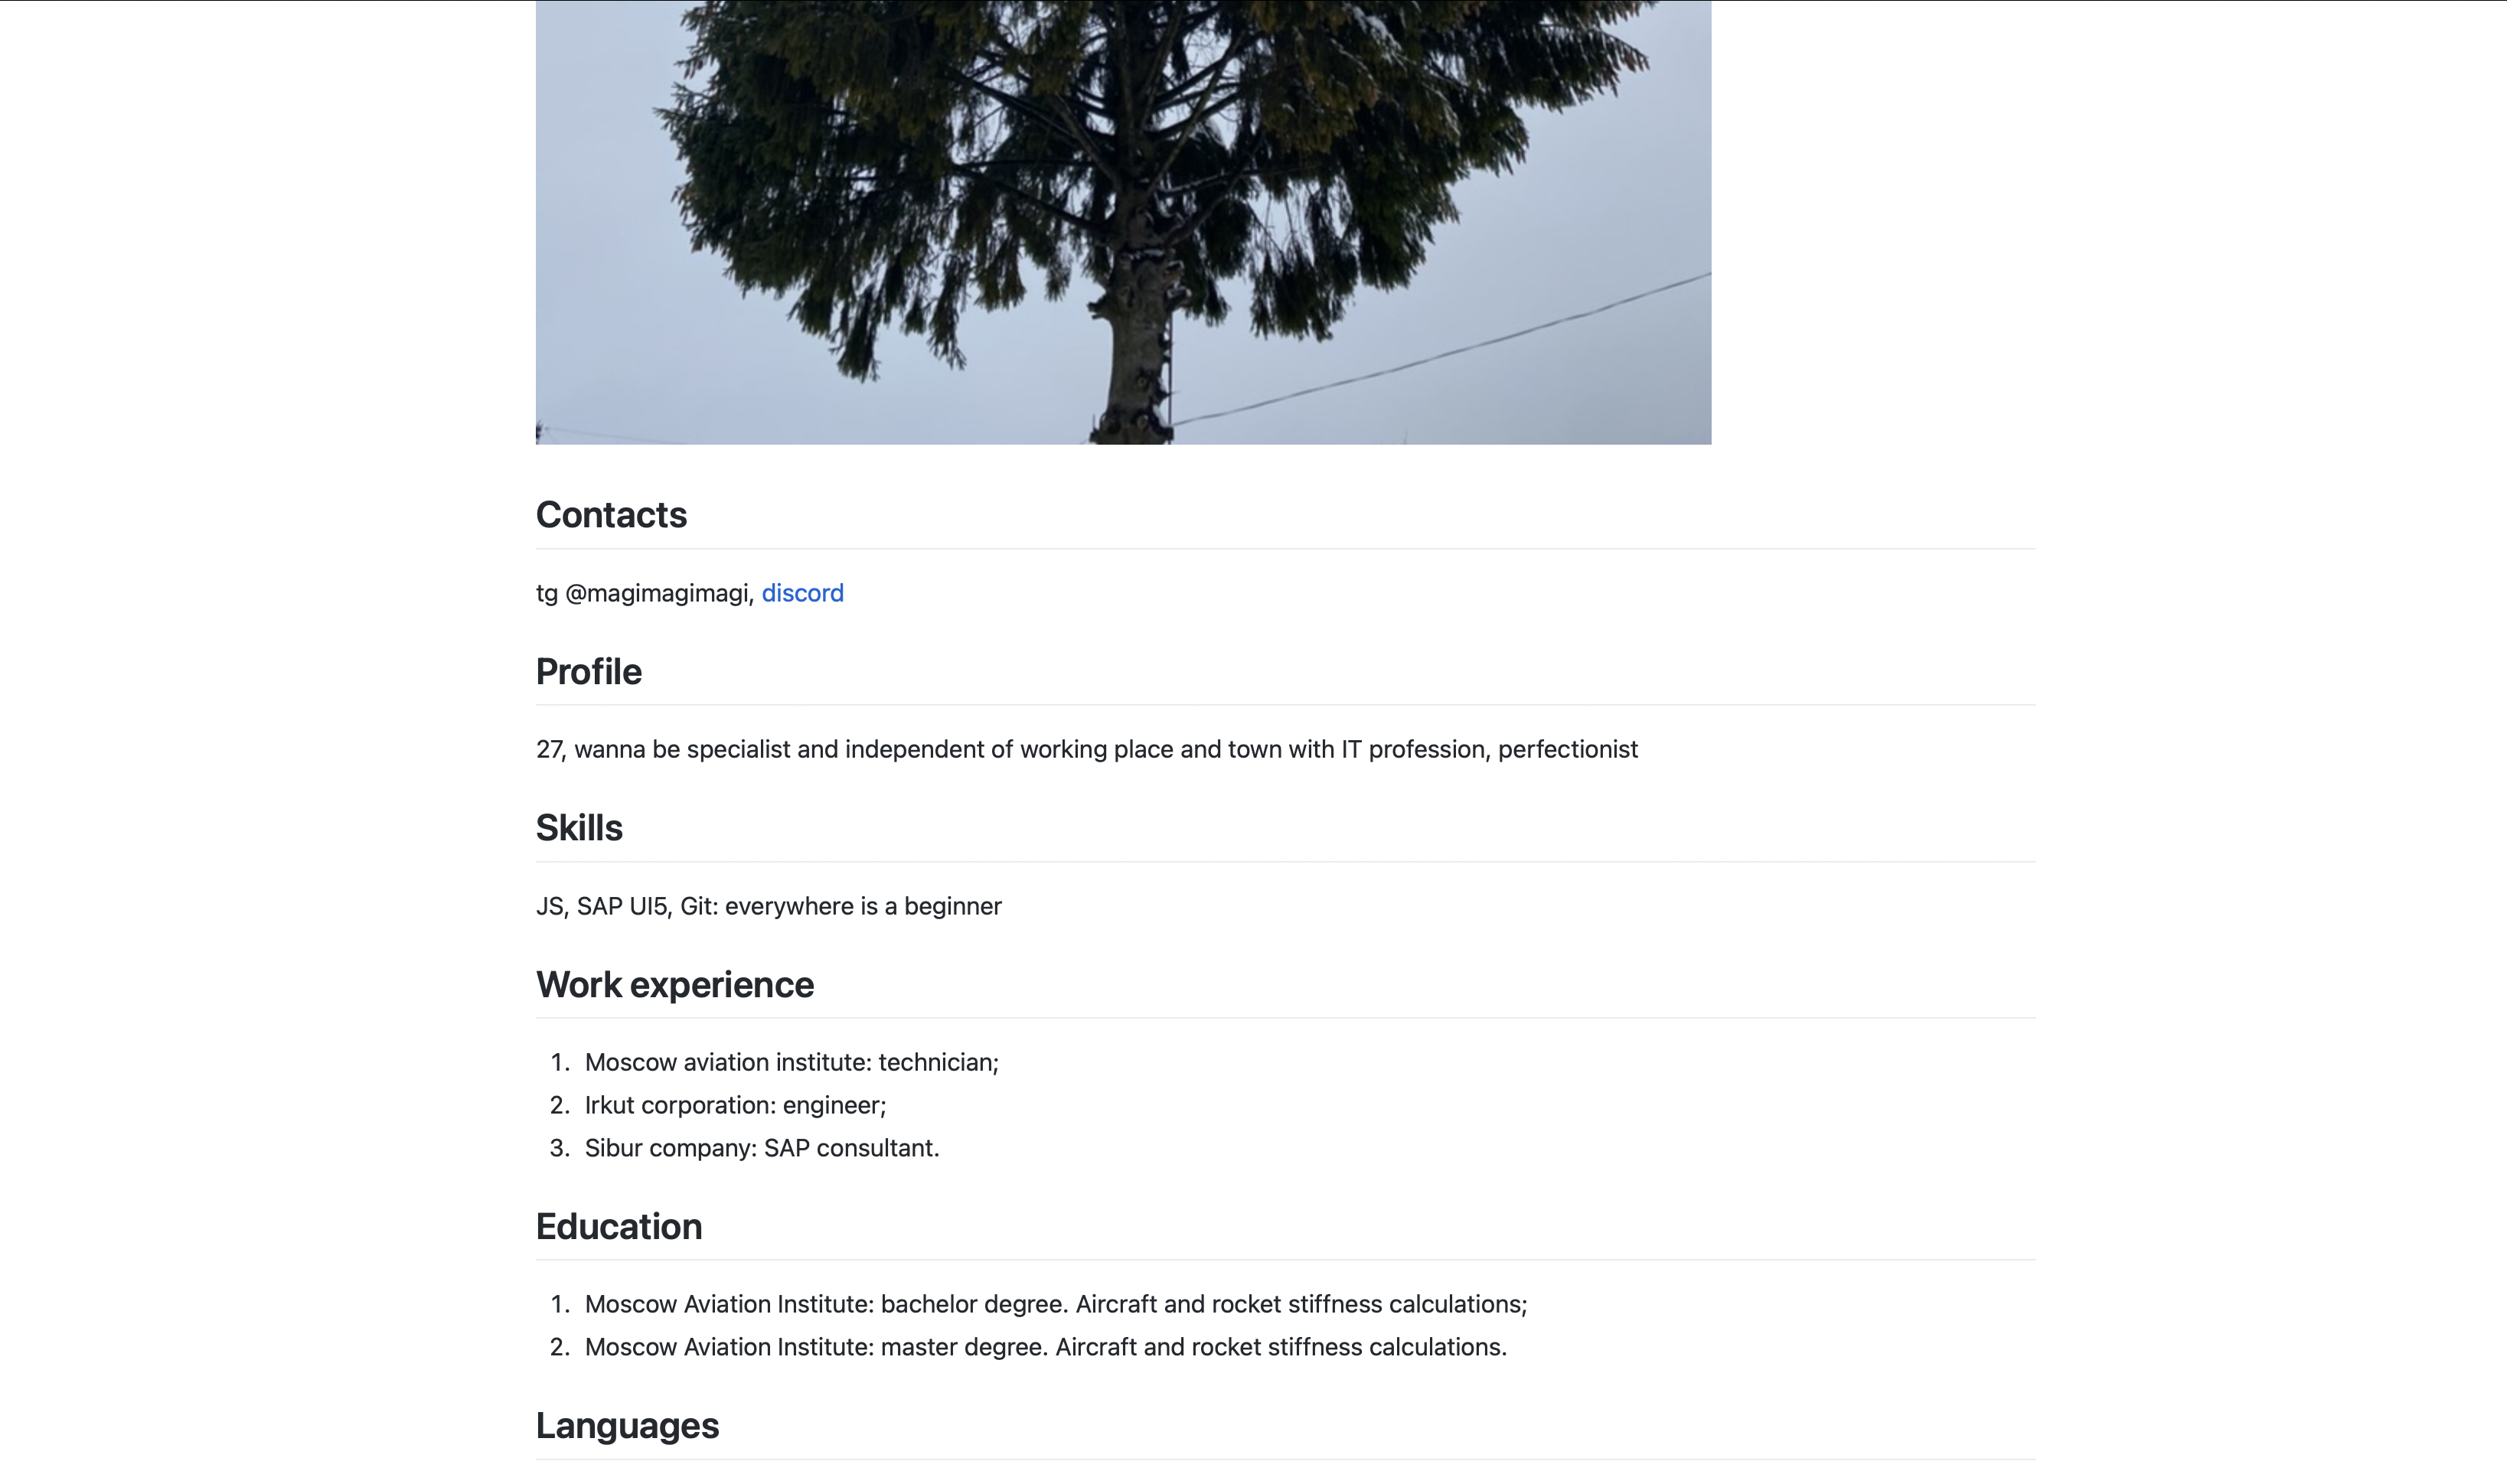 Contacts
tg @magimagimagi, discord
Profile
27, wanna be specialist and independent of working place and town with IT profession, perfectionist
Skills
JS, SAP UI5, Git: everywhere is a beginner
Work experience
1. Moscow aviation institute: technician;
2. Irkut corporation: engineer;
3. Sibur company: SAP consultant.
Education
1. Moscow Aviation Institute: bachelor degree. Aircraft and rocket stiffness calculations;
2. Moscow Aviation Institute: master degree. Aircraft and rocket stiffness calculations.
Languages